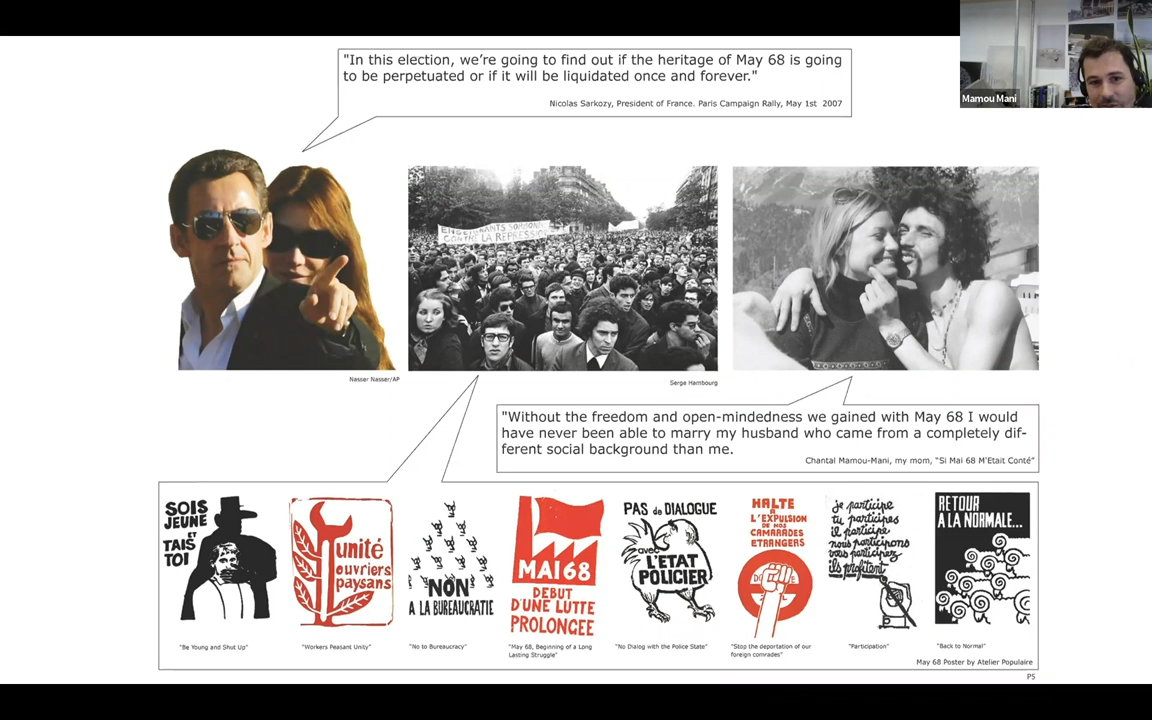 Mamou Mani
"In this election, we're going to find out if the heritage of May 68 is going
to be perpetuated or if it will be liquidated once and forever."
Nicolas Sarkozy, President of France. Paris Campaign Rally, May 1st 2007
ENSEIGNANTS SORBONNE
CONTRE LA REPRESSION
Nasser Nasser/AP
Serge Hambourg
"Without the freedom and open-mindedness we gained with May 68 I would
have never been able to marry my husband who came from a completely dif-
ferent social background than me.
Chantal Mamou-Mani, my mom, "Si Mai 68 M'Etait Conté"
SOIS
JEUNE
ET
TAIS
TOI
unité
ouvriers
paysans
NON
A LA BUREAUCRATIE
MAI 68
DEBUT
D'UNE LUTTE
PROLONGEE
PAS de DIALOGUE
avec
L'ETAT
POLICIER
HALTE
A
L'EXPULSION
DE NOS
CAMARADES
ETRANGERS
je participe
tu participes
il participe
nous participons
vous participez
ils profitent
RETOUR
A LA NORMALE...
"Be Young and Shut Up"
"Workers Peasant Unity"
"No to Bureaucracy"
"May 68, Beginning of a Long
Lasting Struggle"
"No Dialog with the Police State"
"Stop the deportation of our
foreign comrades"
"Participation"
"Back to Normal"
May 68 Poster by Atelier Populaire
P5